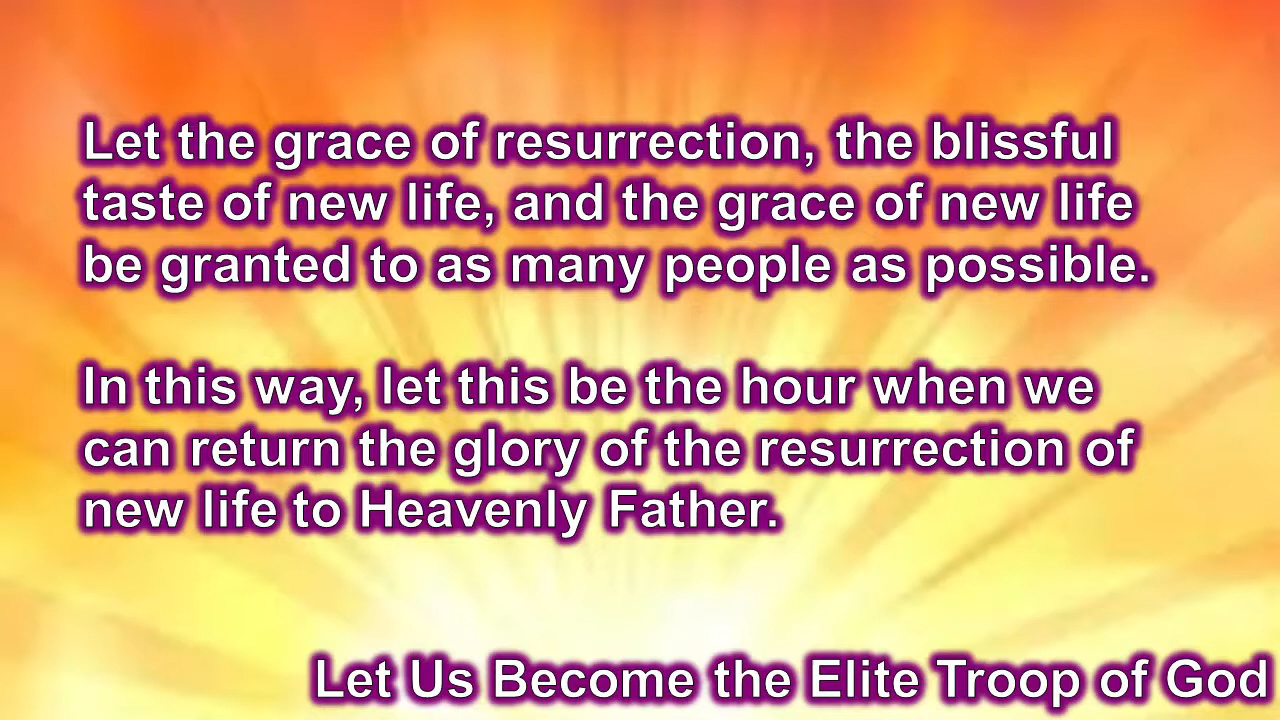 Let the grace of resurrection, the blissful
taste of new life, and the grace of new life
be granted to as many people as possible.
In this way, let this be the hour when we
can return the glory of the resurrection of
new life to Heavenly Father.
Let Us Become the Elite Troop of God